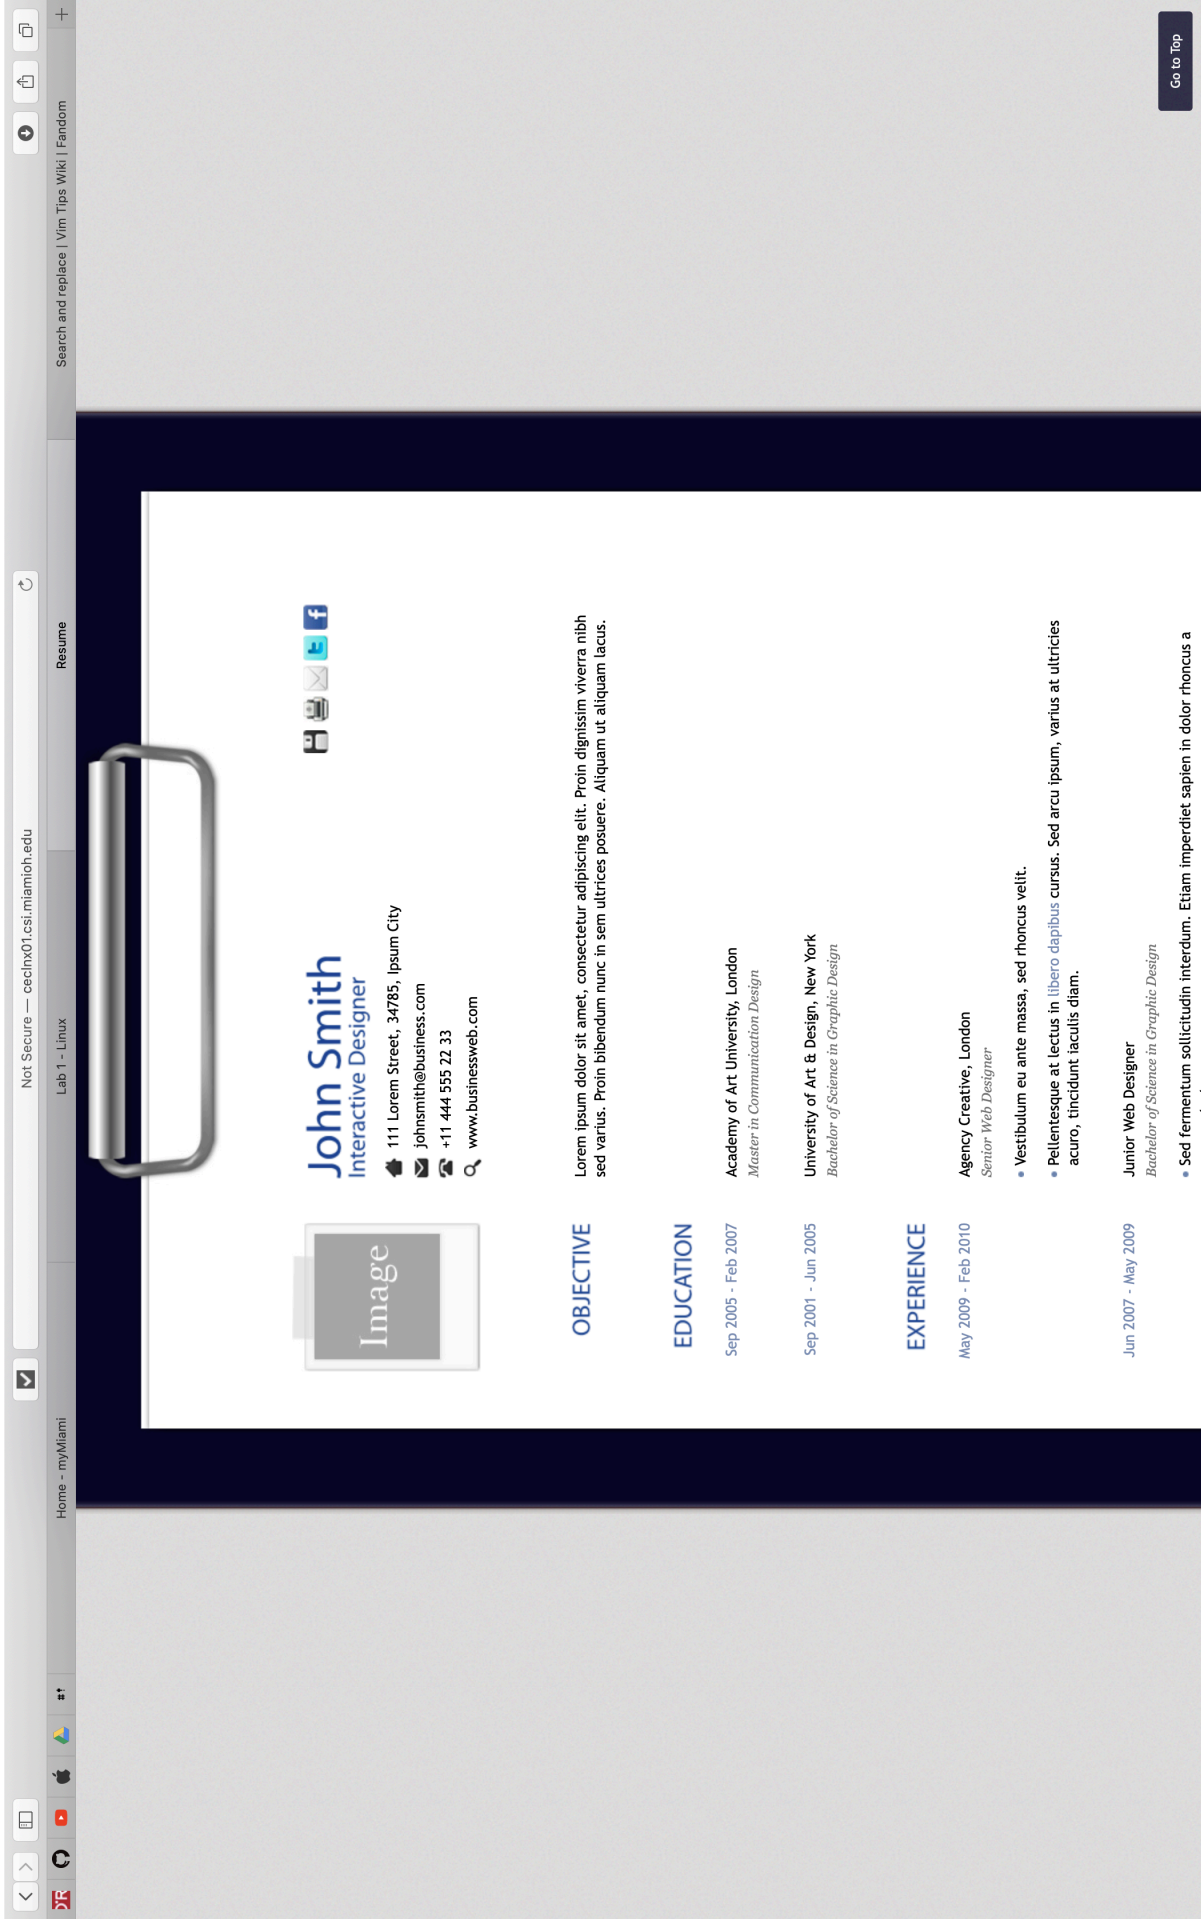 Not Secure — ceclnx01.csi.miamioh.edu
Home - myMiami
Lab 1 - Linux
Resume
Search and replace | Vim Tips Wiki | Fandom
Image
John Smith
Interactive Designer
111 Lorem Street, 34785, Ipsum City
johnsmith@business.com
+11 444 555 22 33
www.businessweb.com
OBJECTIVE
Lorem ipsum dolor sit amet, consectetur adipiscing elit. Proin dignissim viverra nibh
sed varius. Proin bibendum nunc in sem ultrices posuere. Aliquam ut aliquam lacus.
EDUCATION
Sep 2005 - Feb 2007
Academy of Art University, London
Master in Communication Design
Sep 2001 - Jun 2005
University of Art & Design, New York
Bachelor of Science in Graphic Design
EXPERIENCE
May 2009 - Feb 2010
Agency Creative, London
Senior Web Designer
• Vestibulum eu ante massa, sed rhoncus velit.
• Pellentesque at lectus in libero dapibus cursus. Sed arcu ipsum, varius at ultricies
acuro, tincidunt iaculis diam.
Jun 2007 - May 2009
Junior Web Designer
Bachelor of Science in Graphic Design
• Sed fermentum sollicitudin interdum. Etiam imperdiet sapien in dolor rhoncus a
Go to Top